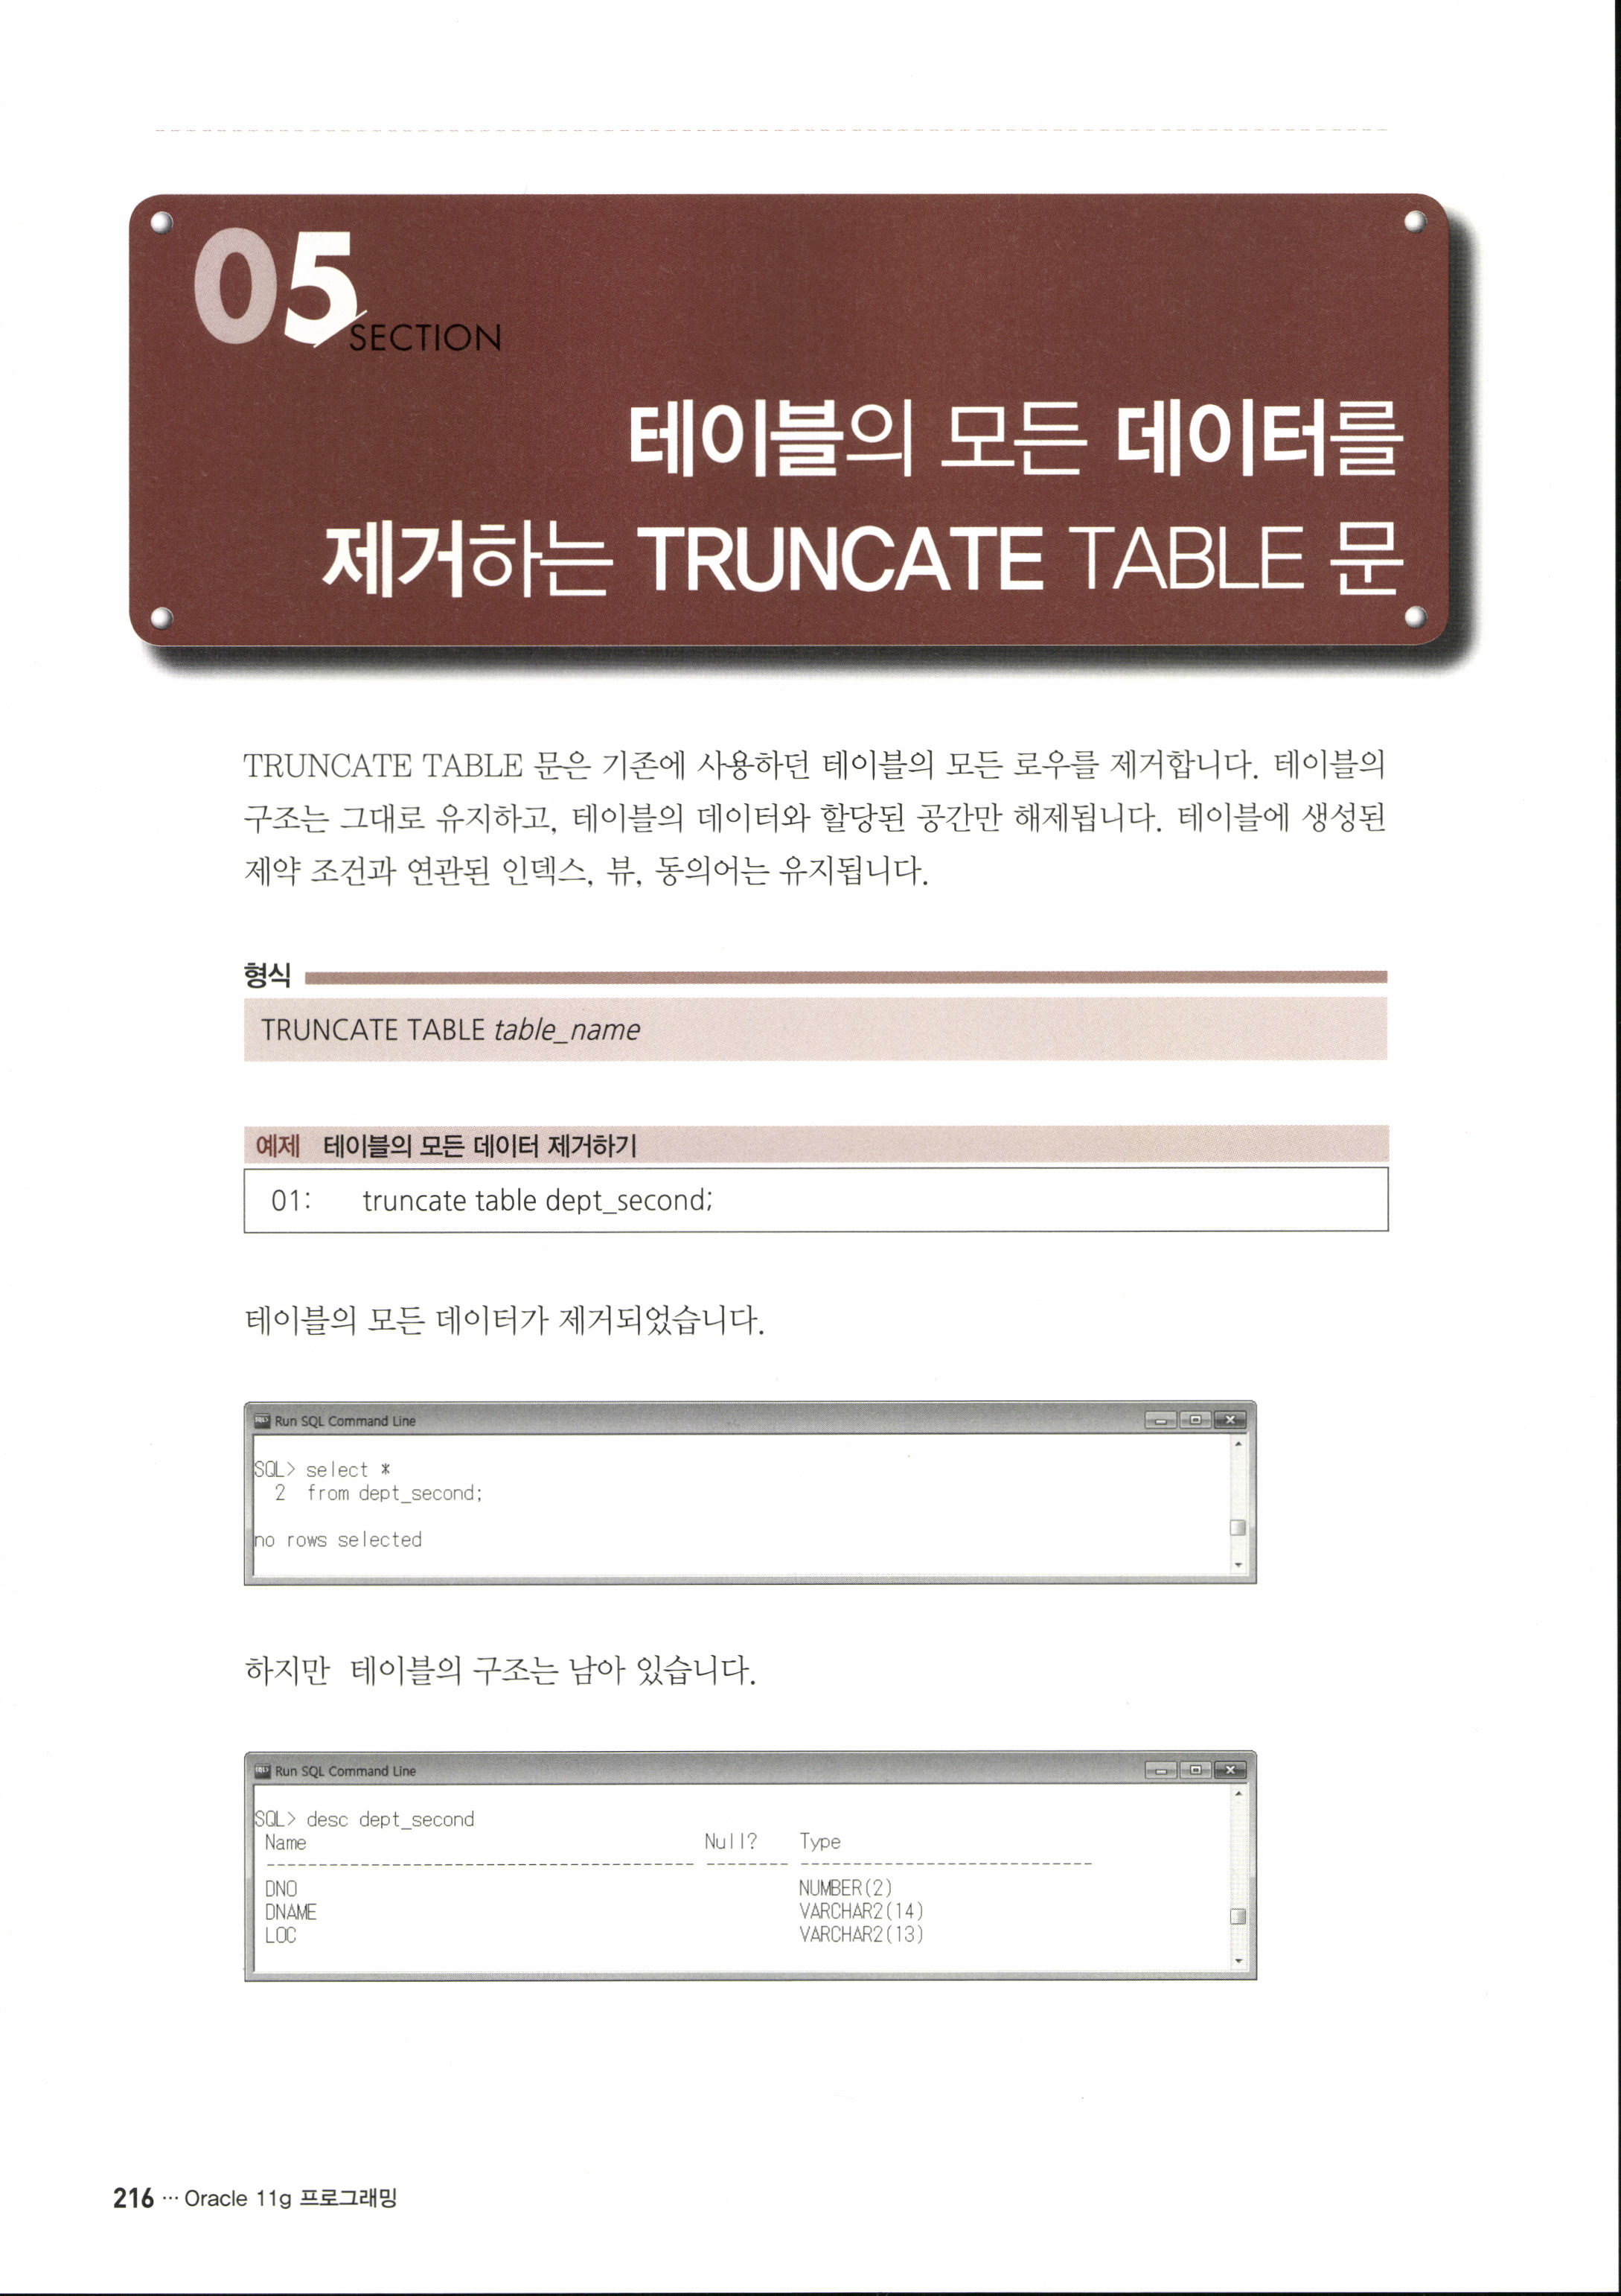 05 SECTION
테이블의 모든 데이터를
제거하는 TRUNCATE TABLE 문
TRUNCATE TABLE 문은 기존에 사용하던 테이블의 모든 로우를 제거합니다. 테이블의
구조는 그대로 유지하고, 테이블의 데이터와 할당된 공간만 해제됩니다. 테이블에 생성된
제약 조건과 연관된 인덱스, 뷰, 동의어는 유지됩니다.
형식
TRUNCATE TABLE table_name
예제 테이블의 모든 데이터 제거하기
01: truncate table dept_second;
테이블의 모든 데이터가 제거되었습니다.
Run SQL Command Line
SQL> select *
2 from dept_second;
no rows selected
하지만 테이블의 구조는 남아 있습니다.
Run SQL Command Line
SQL> desc dept_second
Name Null? Type
----------------------------------------- -------- ----------------------------
DNO NUMBER(2)
DNAME VARCHAR2(14)
LOC VARCHAR2(13)
216 ··· Oracle 11g 프로그래밍